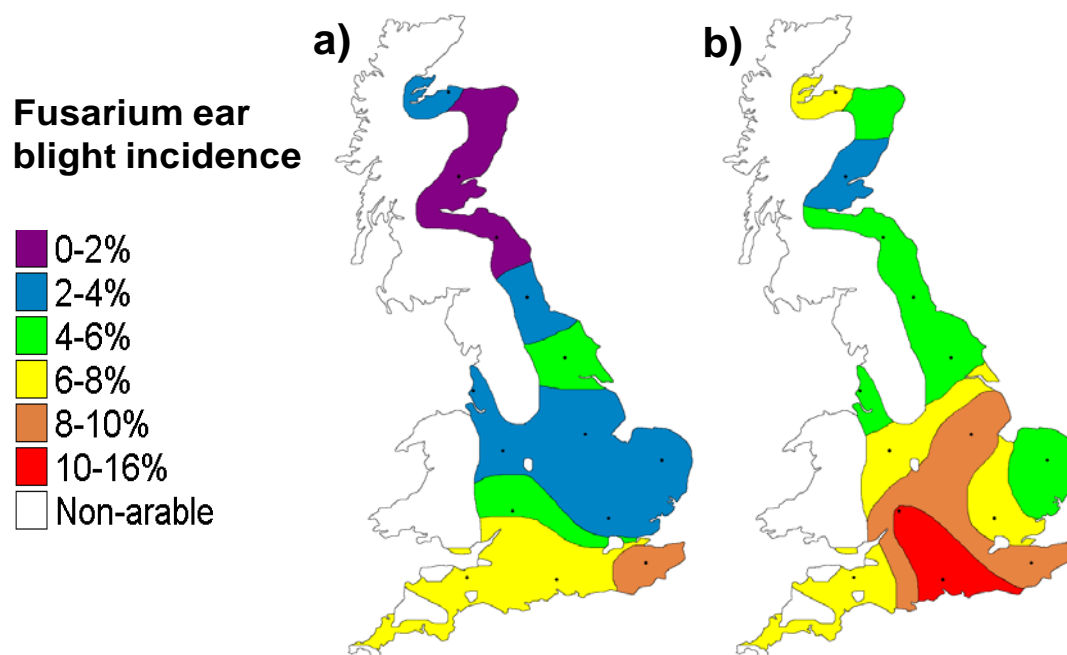 a)
b)
Fusarium ear
blight incidence
0-2%
2-4%
4-6%
6-8%
8-10%
10-16%
Non-arable